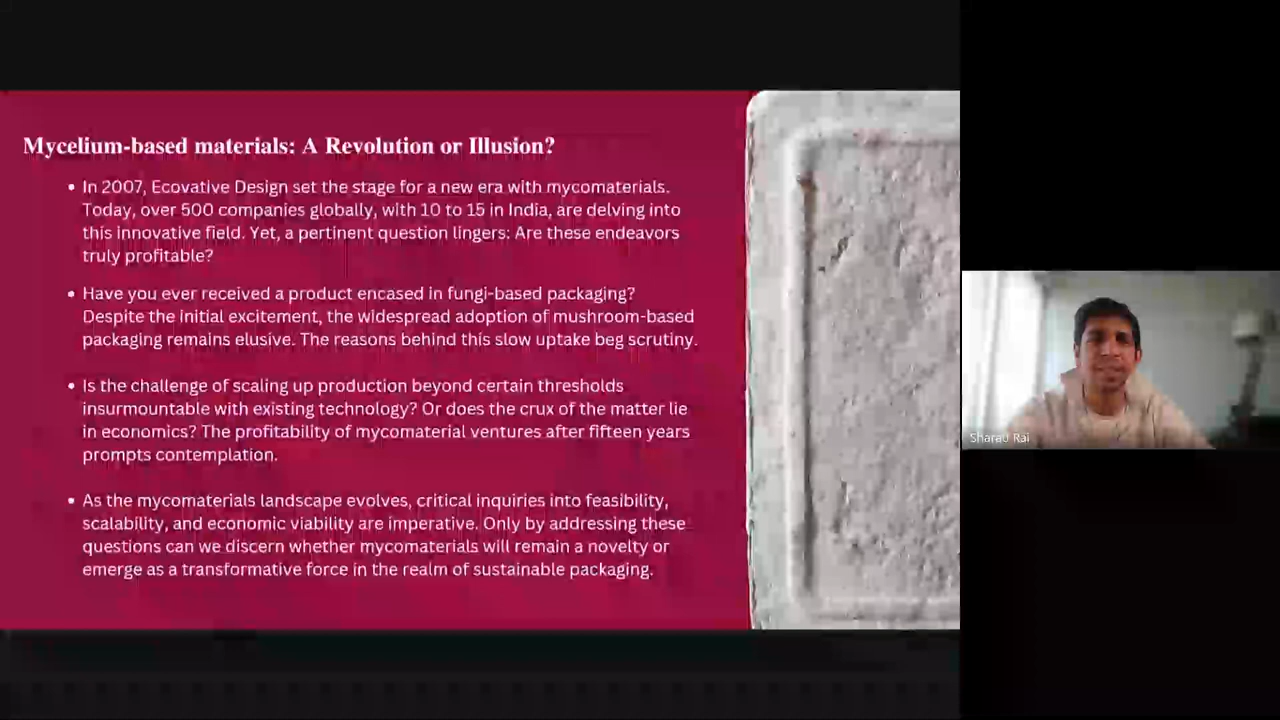 Mycelium-based materials: A Revolution or Illusion?
• In 2007, Ecovative Design set the stage for a new era with mycomaterials.
Today, over 500 companies globally, with 10 to 15 in India, are delving into
this innovative field. Yet, a pertinent question lingers: Are these endeavors
truly profitable?
• Have you ever received a product encased in fungi-based packaging?
Despite the initial excitement, the widespread adoption of mushroom-based
packaging remains elusive. The reasons behind this slow uptake beg scrutiny.
• Is the challenge of scaling up production beyond certain thresholds
insurmountable with existing technology? Or does the crux of the matter lie
in economics? The profitability of mycomaterial ventures after fifteen years
prompts contemplation.
• As the mycomaterials landscape evolves, critical inquiries into feasibility,
scalability, and economic viability are imperative. Only by addressing these
questions can we discern whether mycomaterials will remain a novelty or
emerge as a transformative force in the realm of sustainable packaging.
Sharad Rai